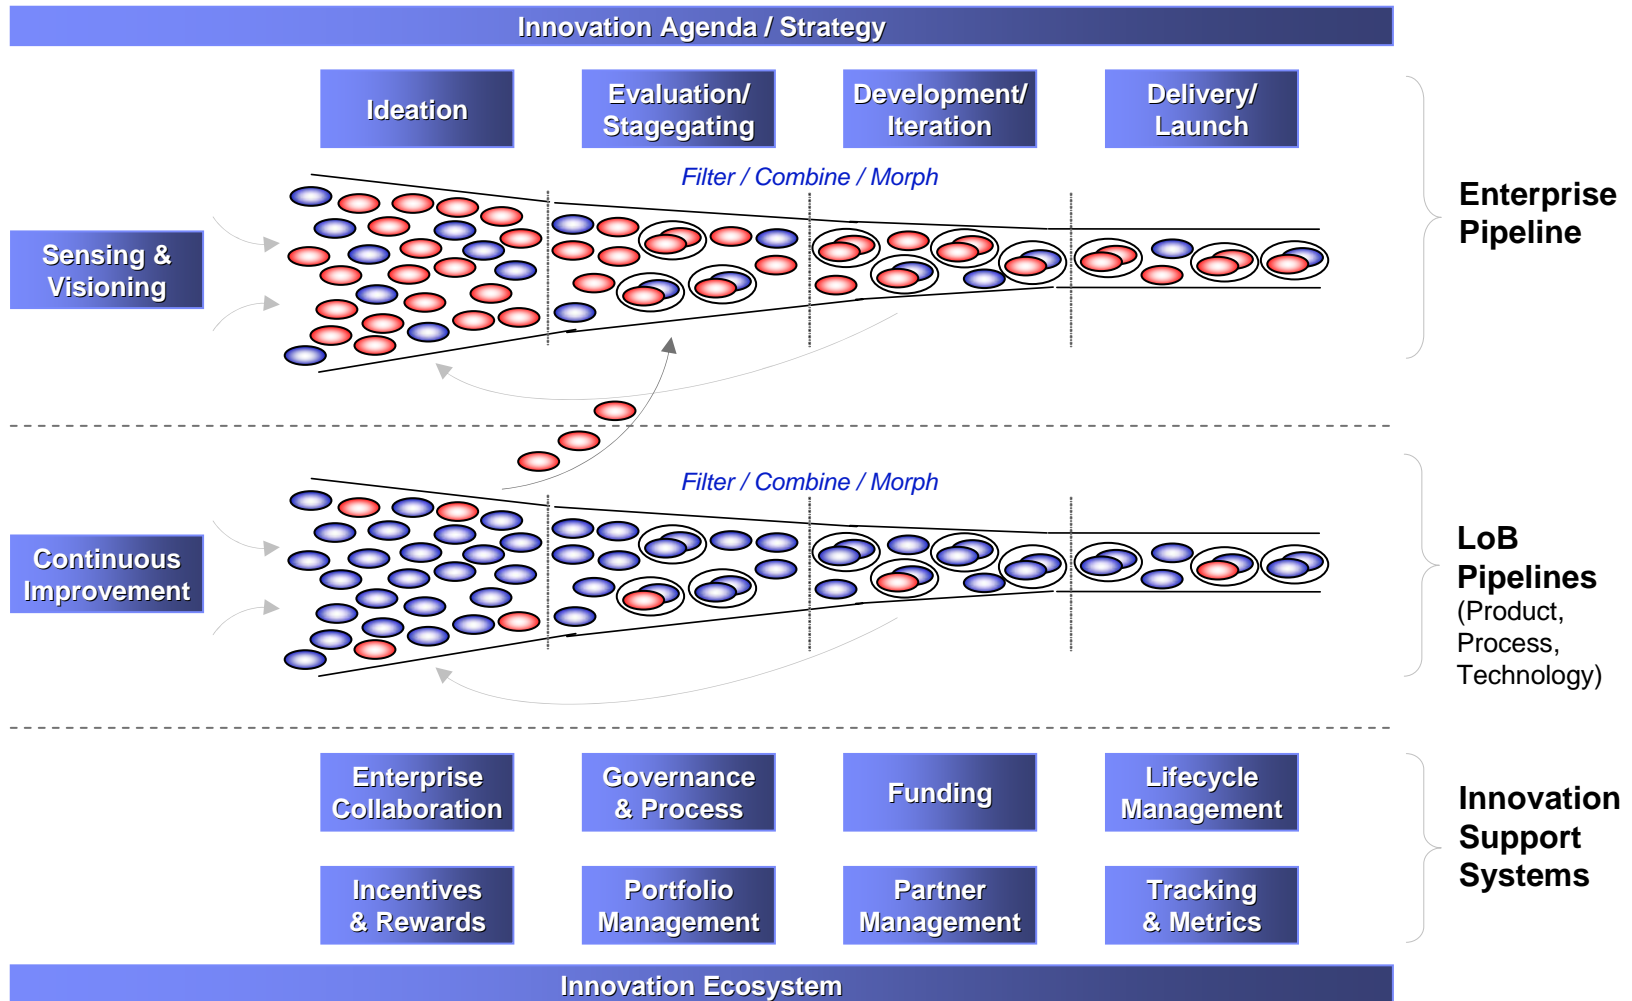 Innovation Agenda / Strategy
Ideation
Evaluation/
Stagegating
Development/
Iteration
Delivery/
Launch
Filter / Combine / Morph
Sensing &
Visioning
Enterprise
Pipeline
Filter / Combine / Morph
Continuous
Improvement
LoB
Pipelines
(Product,
Process,
Technology)
Enterprise
Collaboration
Governance
& Process
Funding
Lifecycle
Management
Incentives
& Rewards
Portfolio
Management
Partner
Management
Tracking
& Metrics
Innovation
Support
Systems
Innovation Ecosystem